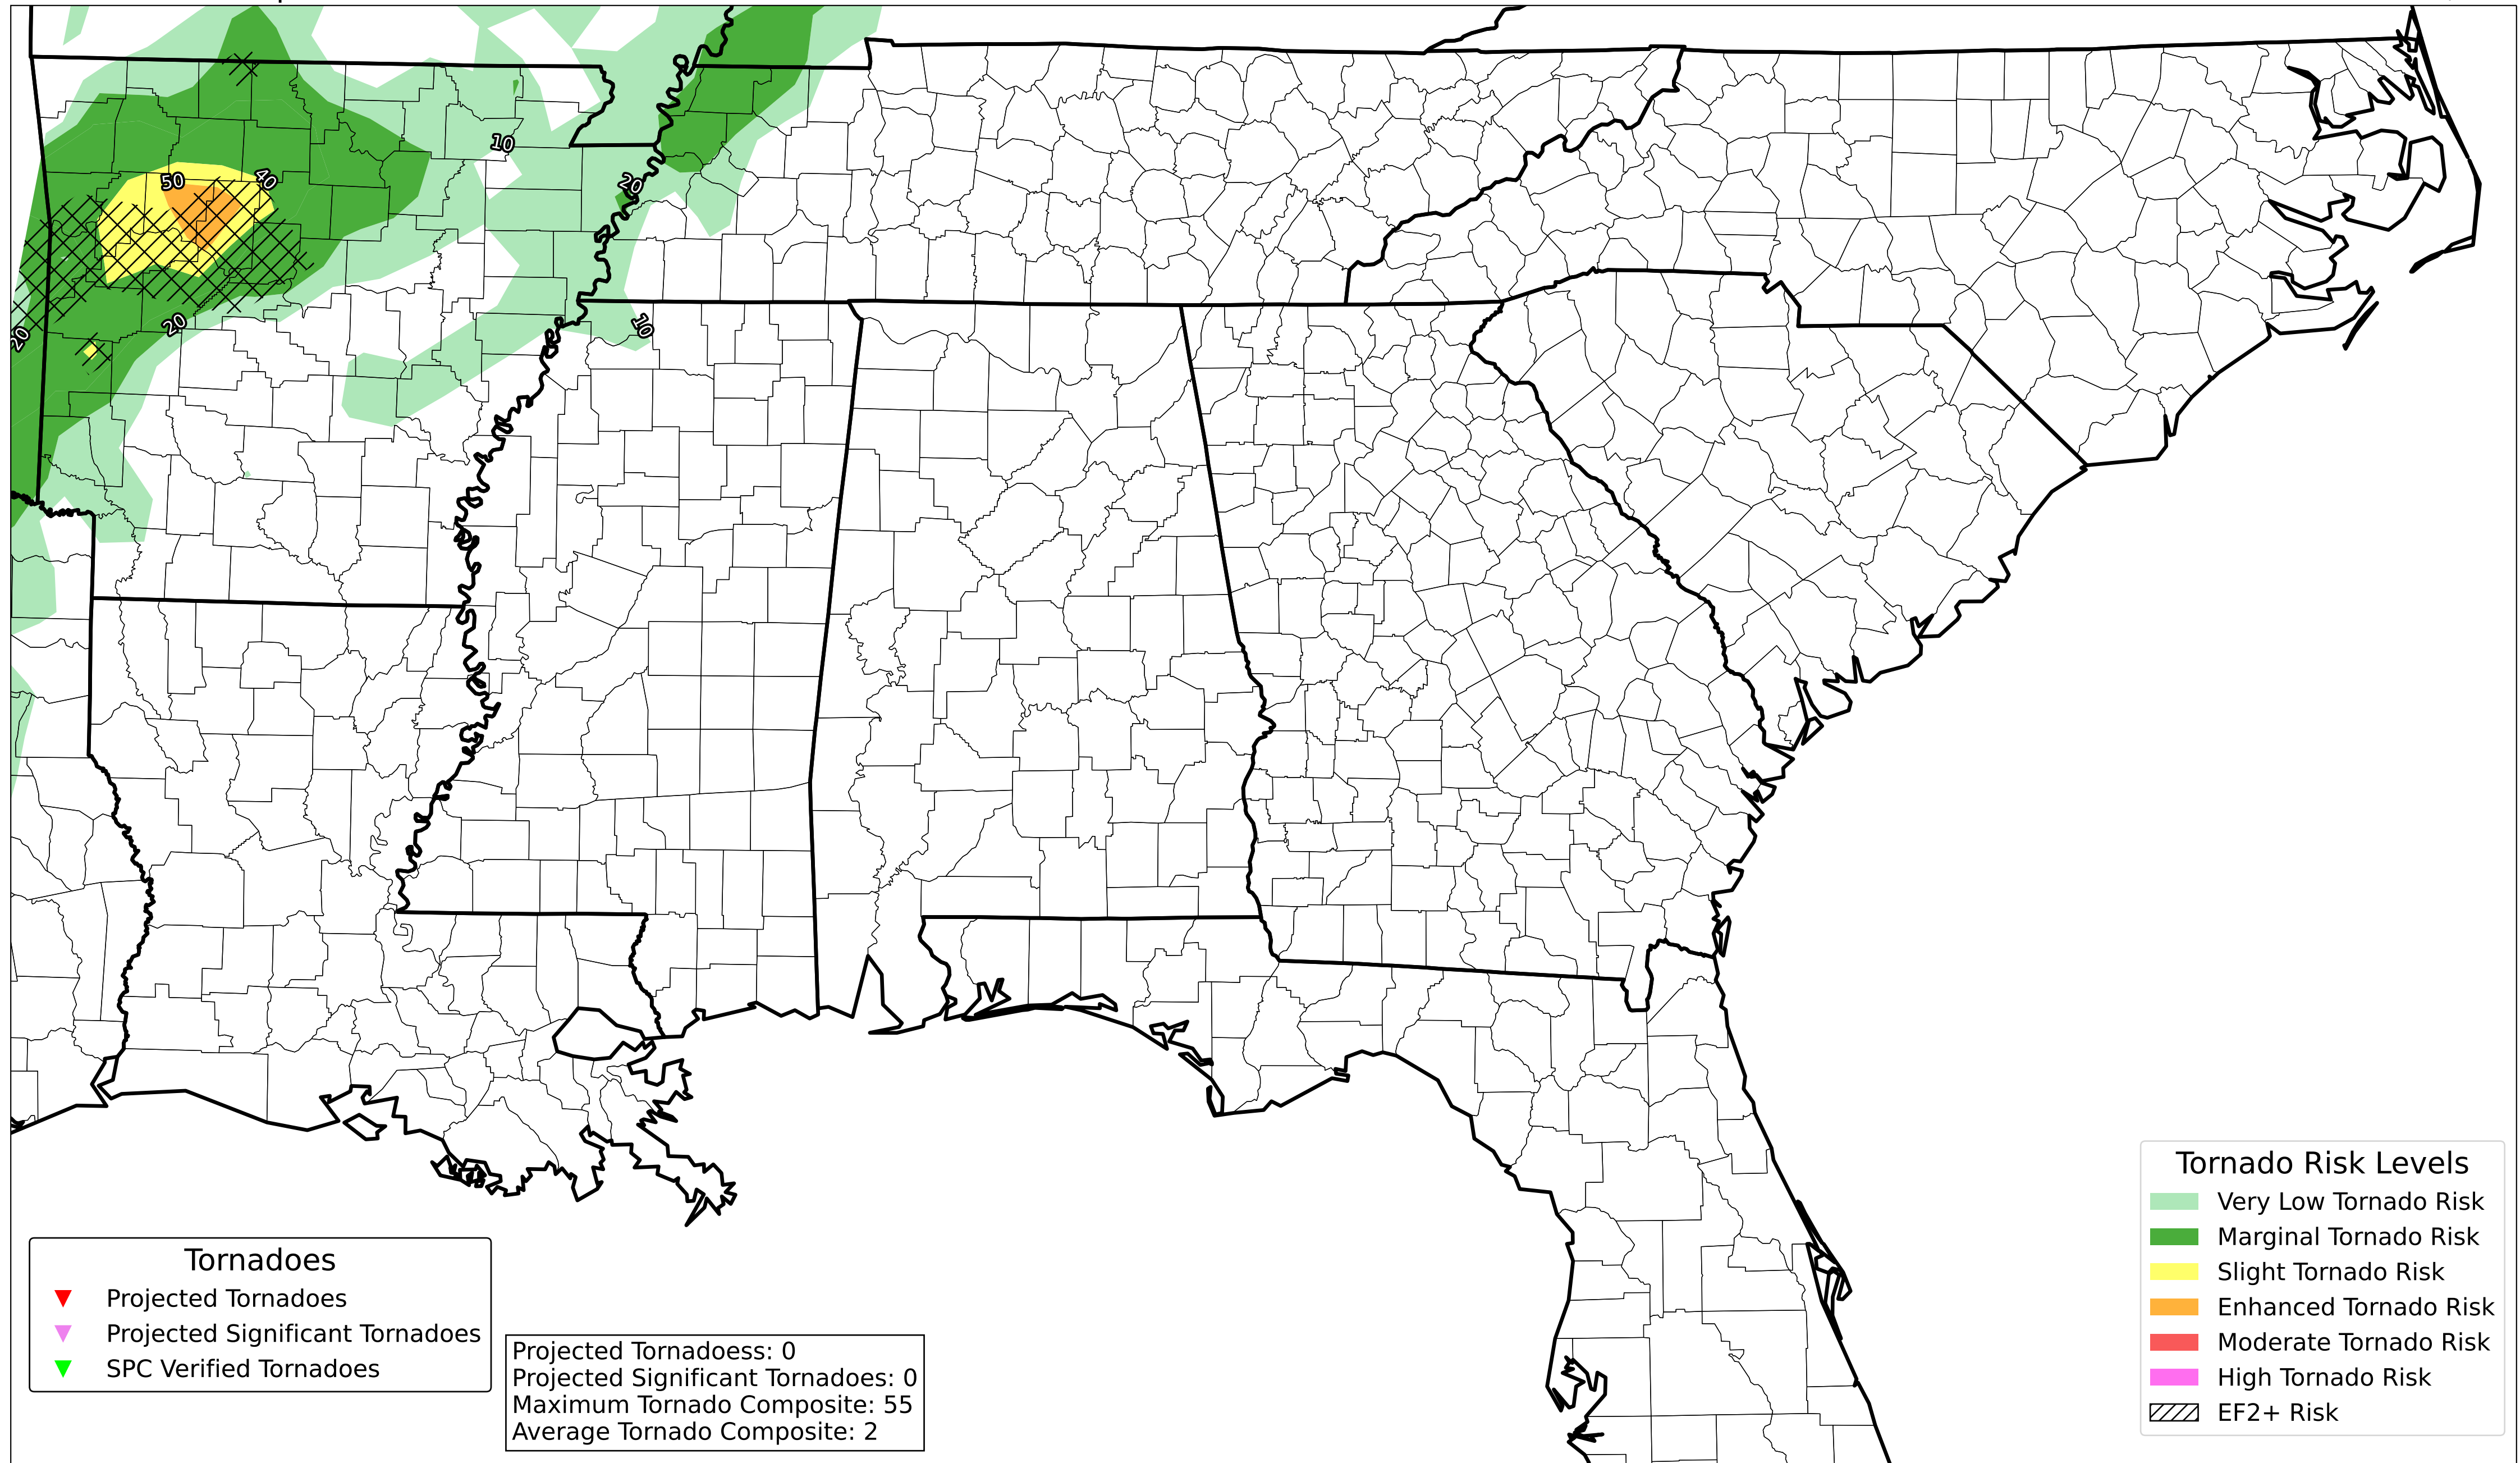 10
50
40
20
20
20
10
20
Tornadoes
Projected Tornadoes
Projected Significant Tornadoes
SPC Verified Tornadoes
Projected Tornadoess: 0
Projected Significant Tornadoes: 0
Maximum Tornado Composite: 55
Average Tornado Composite: 2
Tornado Risk Levels
Very Low Tornado Risk
Marginal Tornado Risk
Slight Tornado Risk
Enhanced Tornado Risk
Moderate Tornado Risk
High Tornado Risk
EF2+ Risk